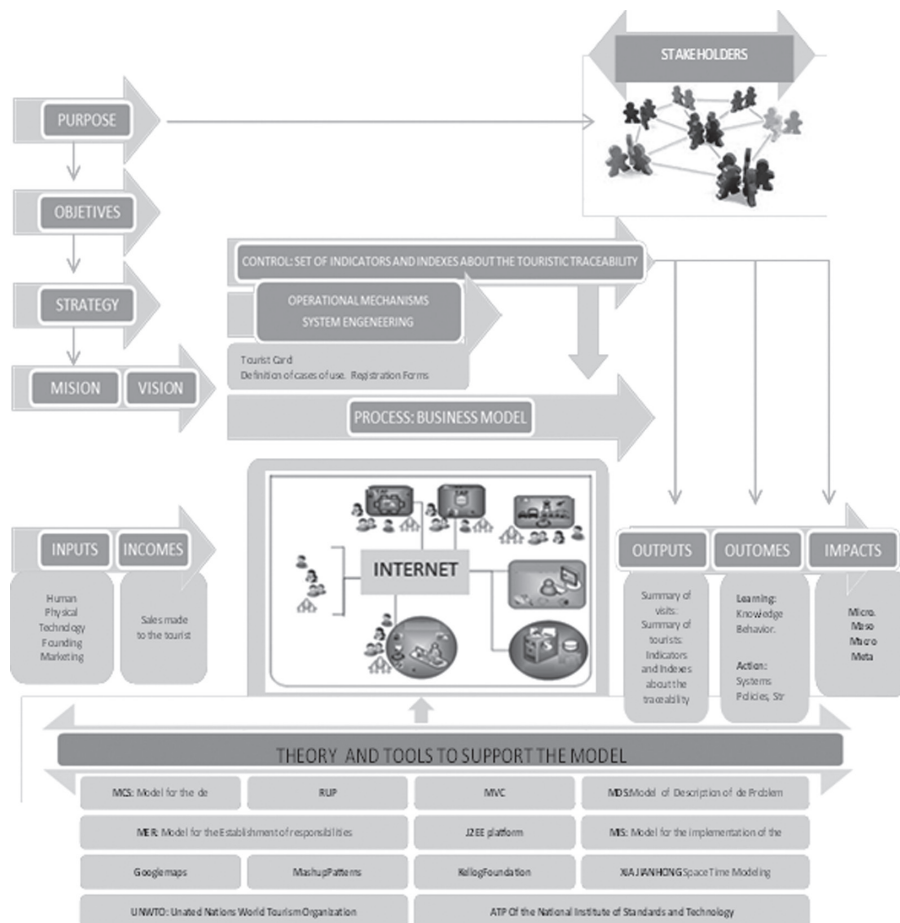 STAKEHOLDERS
PURPOSE
OBJETIVES
STRATEGY
MISION
VISION
CONTROL: SET OF INDICATORS AND INDEXES ABOUT THE TOURISTIC TRACEABILITY
OPERATIONAL MECHANISMS
SYSTEM ENGENEERING
Tourist Card
Definition of cases of use. Registration Forms
PROCESS: BUSINESS MODEL
INPUTS
INCOMES
Human
Physical
Technology
Founding
Marketing
Sales made
to the tourist
INTERNET
OUTPUTS
OUTCOMES
IMPACTS
Summary of
visits:
Summary of
tourists:
Indicators
and Indexes
about the
traceability
Learning:
Knowledge
Behavior.
Action:
Systems
Policies, Str
Micro.
Meso
Macro
Meta
THEORY AND TOOLS TO SUPPORT THE MODEL
MCS: Model for the de
RUP
MVC
MDS:Model of Description of de Problem
MER: Model for the Establishment of responsibilities
J2EE platform
MIS: Model for the implementation of the
Googlemaps
MashupPatterns
KellogFoundation
XIA JIANHONG Space Time Modeling
UNWTO: Unated Nations World Tourism Organization
ATP Of the National Institute of Standards and Technology